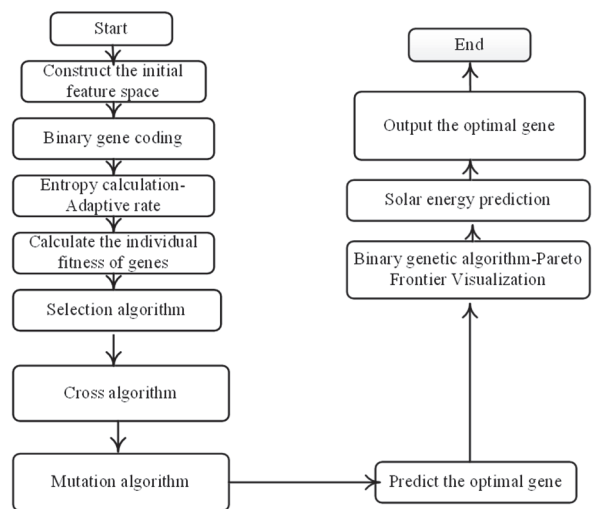 Start
Construct the initial
feature space
Binary gene coding
Entropy calculation-
Adaptive rate
Calculate the individual
fitness of genes
Selection algorithm
Cross algorithm
Mutation algorithm
Predict the optimal gene
Binary genetic algorithm-Pareto
Frontier Visualization
Solar energy prediction
Output the optimal gene
End